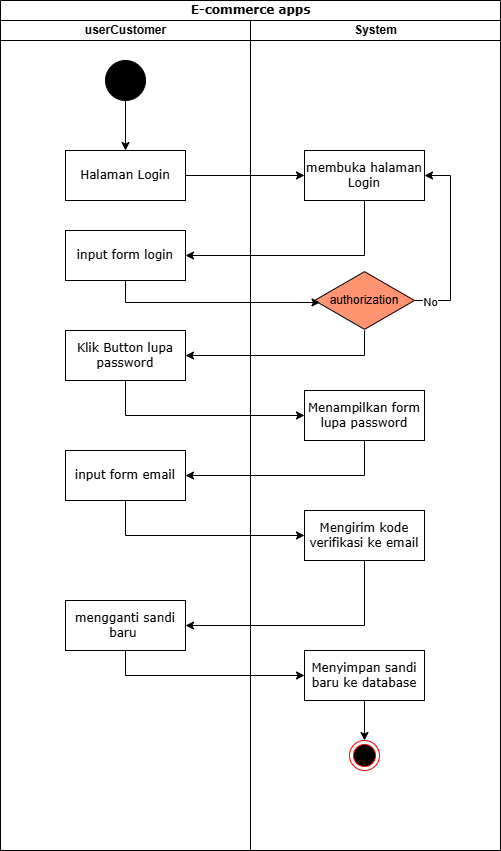 E-commerce apps
userCustomer
System
Halaman Login
membuka halaman
Login
input form login
authorization
No
Klik Button lupa
password
Menampilkan form
lupa password
input form email
Mengirim kode
verifikasi ke email
mengganti sandi
baru
Menyimpan sandi
baru ke database